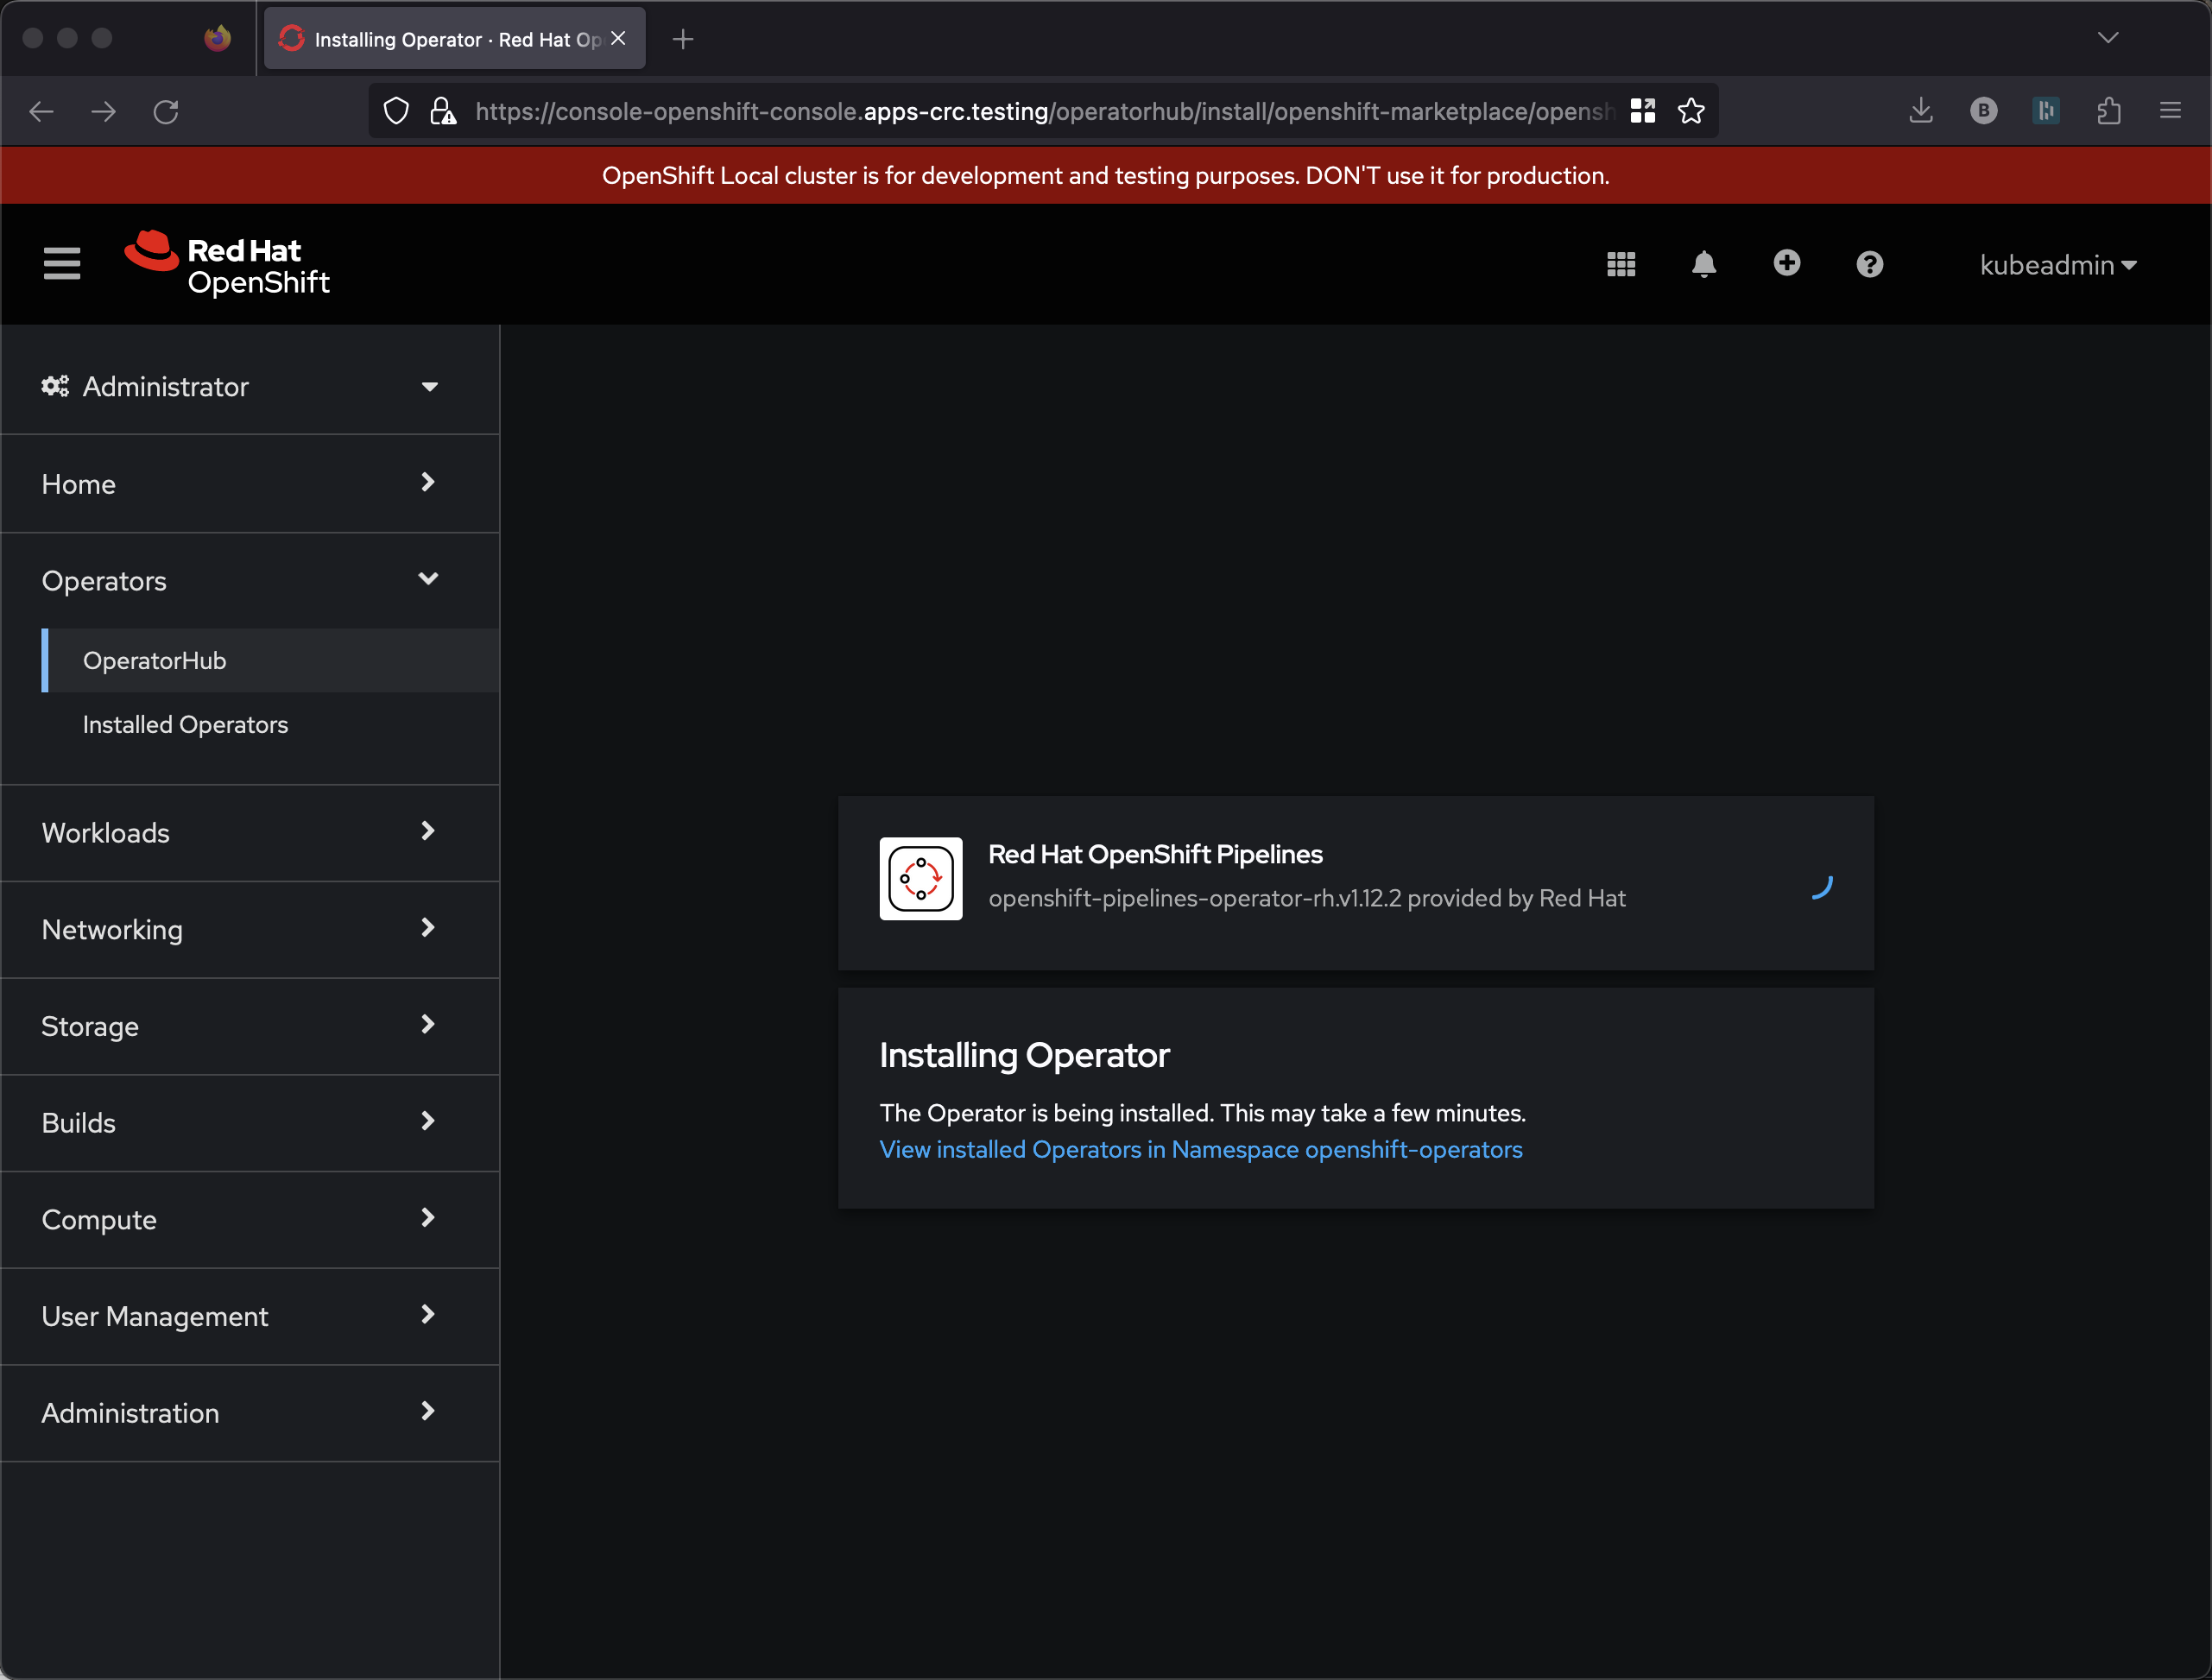 Installing Operator · Red Hat Op
https://console-openshift-console.apps-crc.testing/operatorhub/install/openshift-marketplace/opensh
B
OpenShift Local cluster is for development and testing purposes. DON'T use it for production.
Red Hat
OpenShift
kubeadmin
Administrator
Home
Operators
OperatorHub
Installed Operators
Workloads
Networking
Storage
Builds
Compute
User Management
Administration
Red Hat OpenShift Pipelines
openshift-pipelines-operator-rh.v1.12.2 provided by Red Hat
Installing Operator
The Operator is being installed. This may take a few minutes.
View installed Operators in Namespace openshift-operators